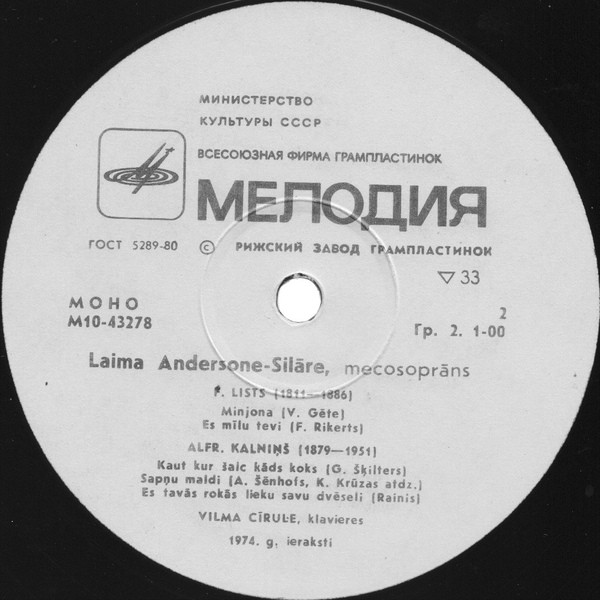 МИНИСТЕРСТВО
КУЛЬТУРЫ СССР
ВСЕСОЮЗНАЯ ФИРМА ГРАМПЛАСТИНОК
МЕЛОДИЯ
ГОСТ 5289-80 © РИЖСКИЙ ЗАВОД ГРАМПЛАСТИНОК
▽ 33
МОНО
М10-43278
2
Гр. 2. 1-00
Laima Andersone-Silāre, mecosoprāns
F. LISTS (1811—1886)
Minjona (V. Gēte)
Es mīlu tevi (F. Rikerts)
ALFR. KALNIŅŠ (1879—1951)
Kaut kur šaic kāds koks (G. Šķilters)
Sapņu maldi (A. Šēnhofs, K. Krūzas atdz.)
Es tavās rokās lieku savu dvēseli (Rainis)
VILMA CĪRULE, klavieres
1974. g. ieraksti